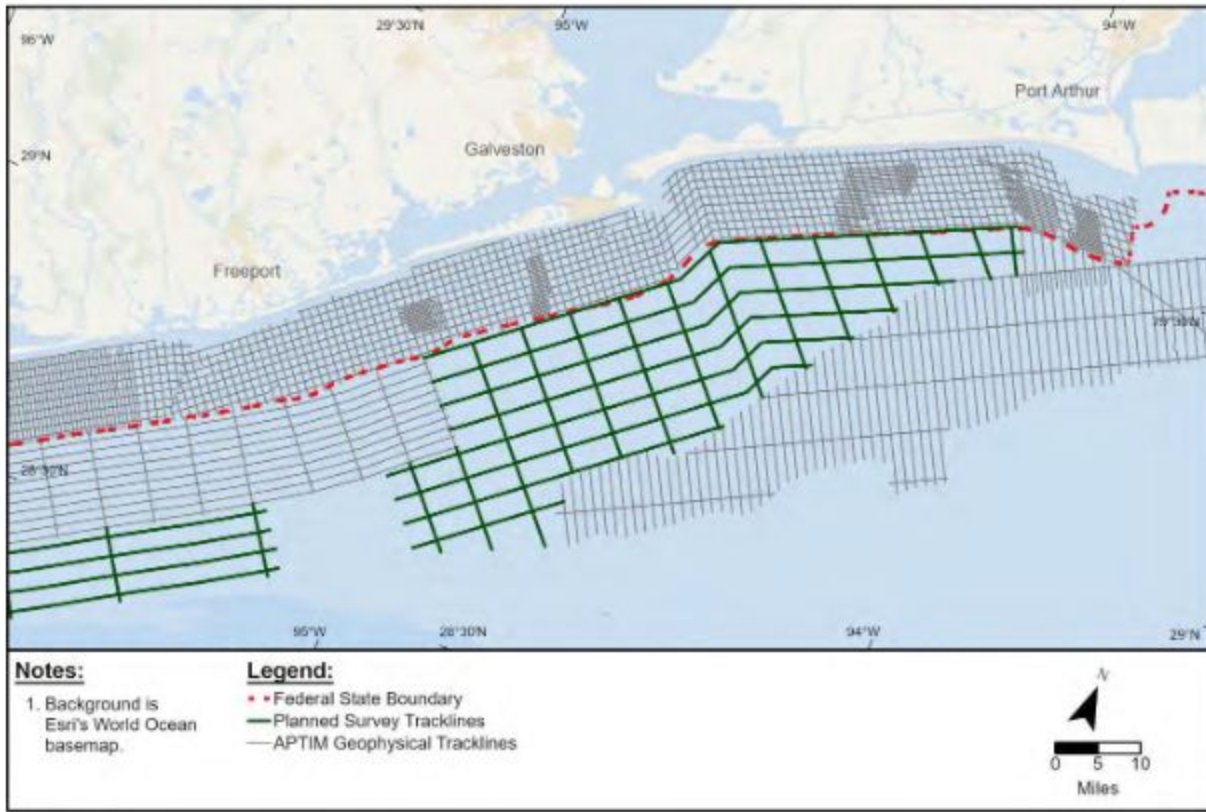 96°W
29°30'N
95°W
94°W
Port Arthur
29°N
Galveston
Freeport
29°30'N
28°30'N
95°W
28°30'N
94°W
29°N
Notes:
1. Background is
Esri's World Ocean
basemap.
Legend:
Federal State Boundary
Planned Survey Tracklines
APTIM Geophysical Tracklines
N
0 5 10
Miles